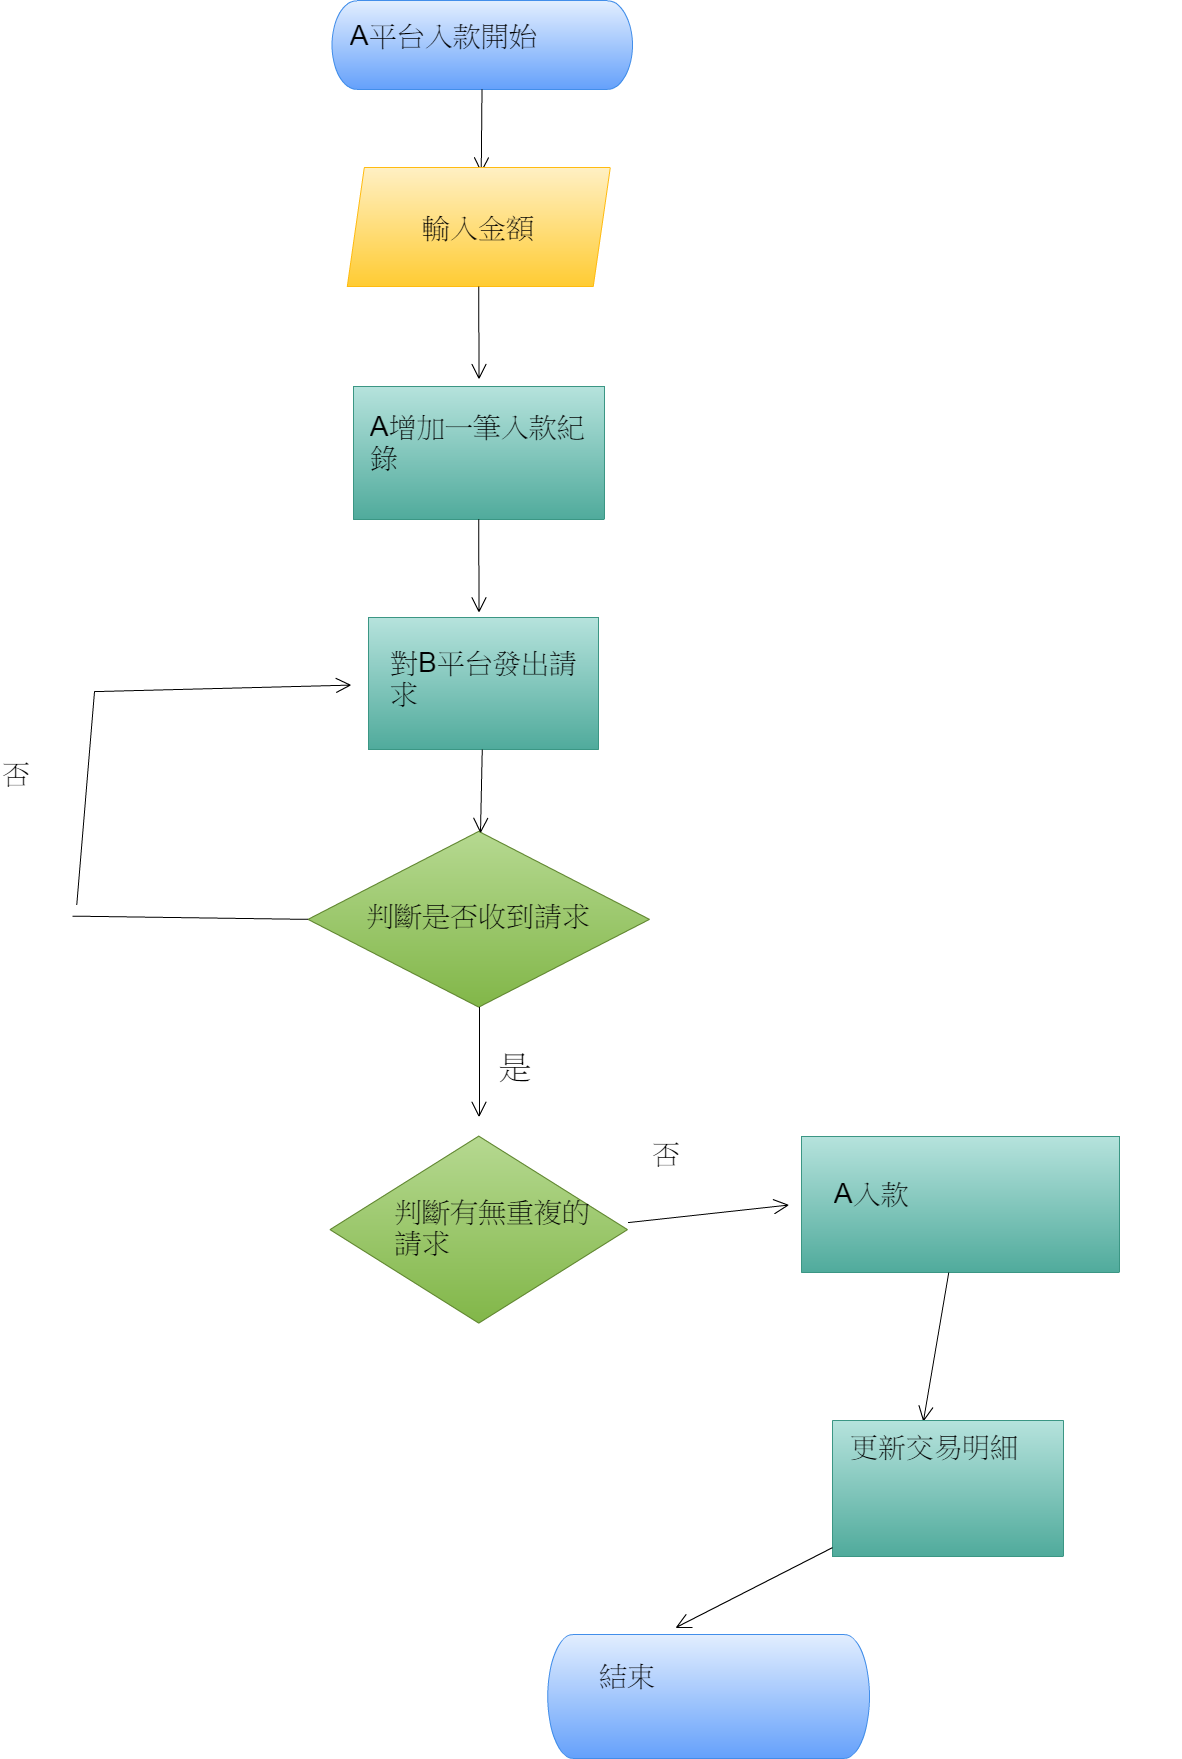 A平台入款開始
輸入金額
A增加一筆入款紀
錄
對B平台發出請
求
否
判斷是否收到請求
是
否
判斷有無重複的
請求
A入款
更新交易明細
結束